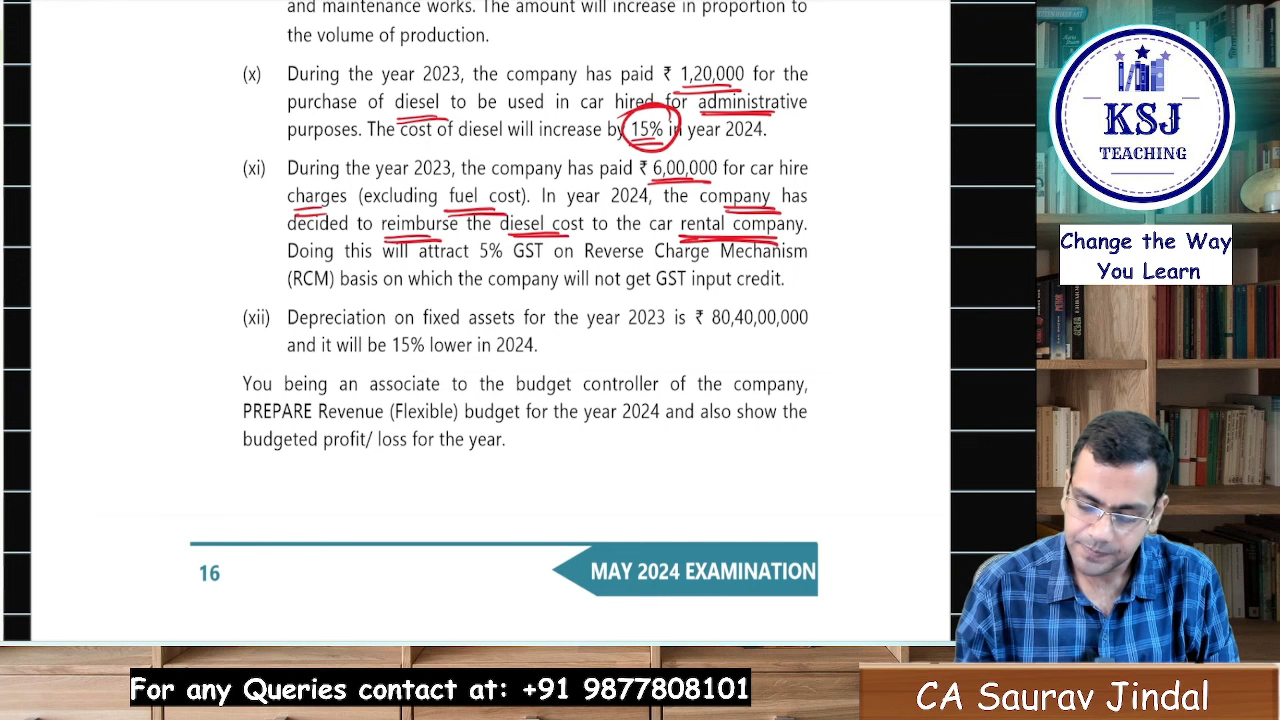 and maintenance works. The amount will increase in proportion to
the volume of production.
(x) During the year 2023, the company has paid ₹ 1,20,000 for the
purchase of diesel to be used in car hired for administrative
purposes. The cost of diesel will increase by 15% in year 2024.
(xi) During the year 2023, the company has paid ₹ 6,00,000 for car hire
charges (excluding fuel cost). In year 2024, the company has
decided to reimburse the diesel cost to the car rental company.
Doing this will attract 5% GST on Reverse Charge Mechanism
(RCM) basis on which the company will not get GST input credit.
(xii) Depreciation on fixed assets for the year 2023 is ₹ 80,40,00,000
and it will be 15% lower in 2024.
You being an associate to the budget controller of the company,
PREPARE Revenue (Flexible) budget for the year 2024 and also show the
budgeted profit/ loss for the year.
16
MAY 2024 EXAMINATION
KSJ
TEACHING
Change the Way
You Learn
For any Queries contact at: +91 9877808101
CA Saurav Jindal